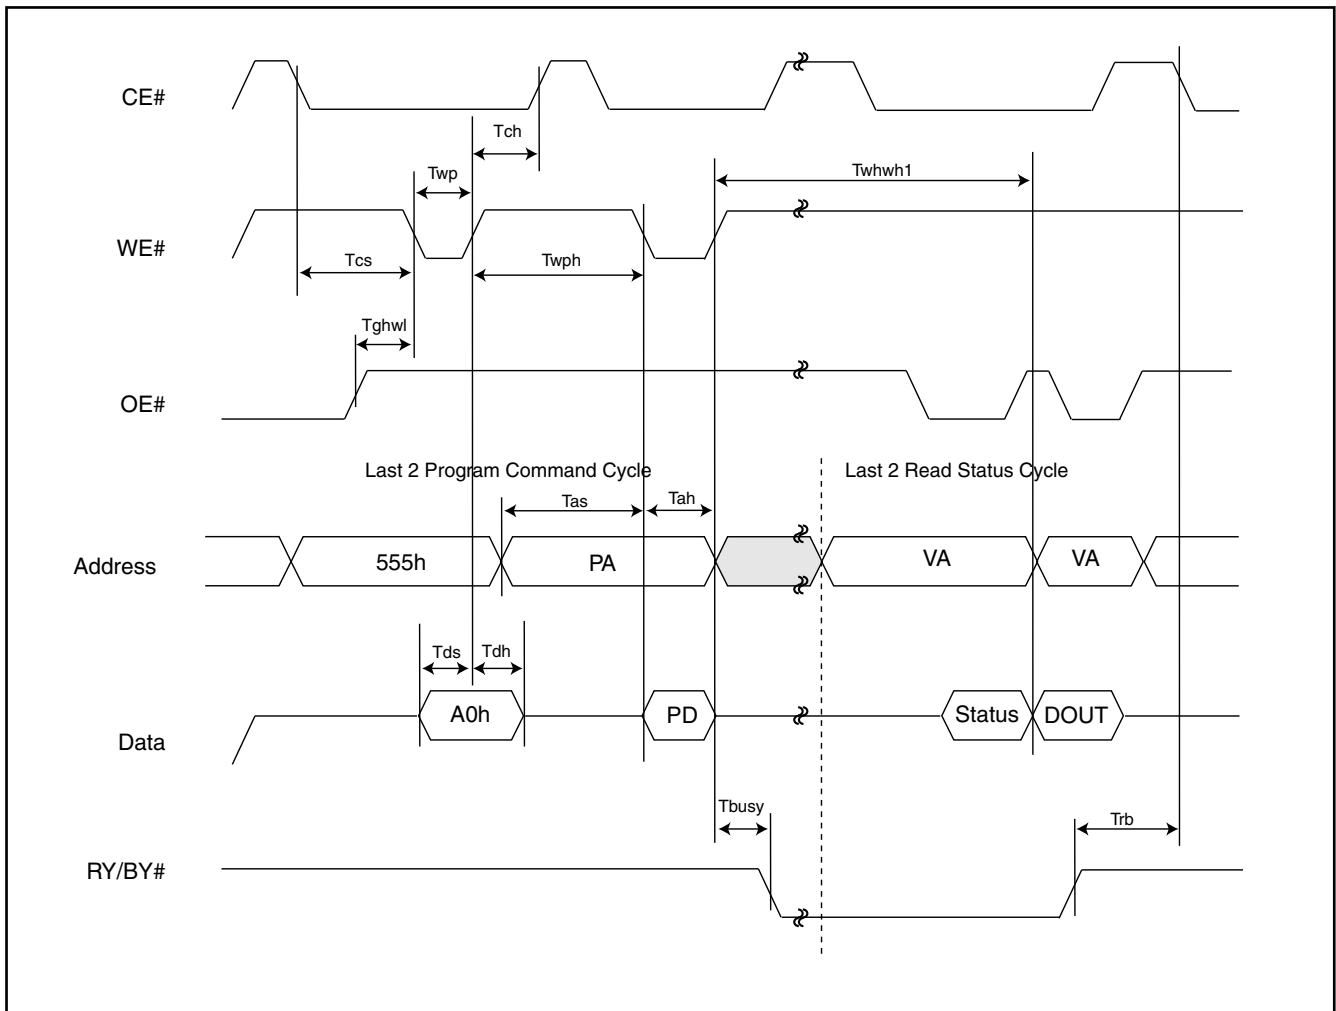 CE#
Tch
Twp
Twhwh1
WE#
Tcs
Twph
Tghwl
OE#
Last 2 Program Command Cycle
Last 2 Read Status Cycle
Tas
Tah
Address
555h
PA
VA
VA
Tds
Tdh
Data
A0h
PD
Status
DOUT
Tbusy
Trb
RY/BY#